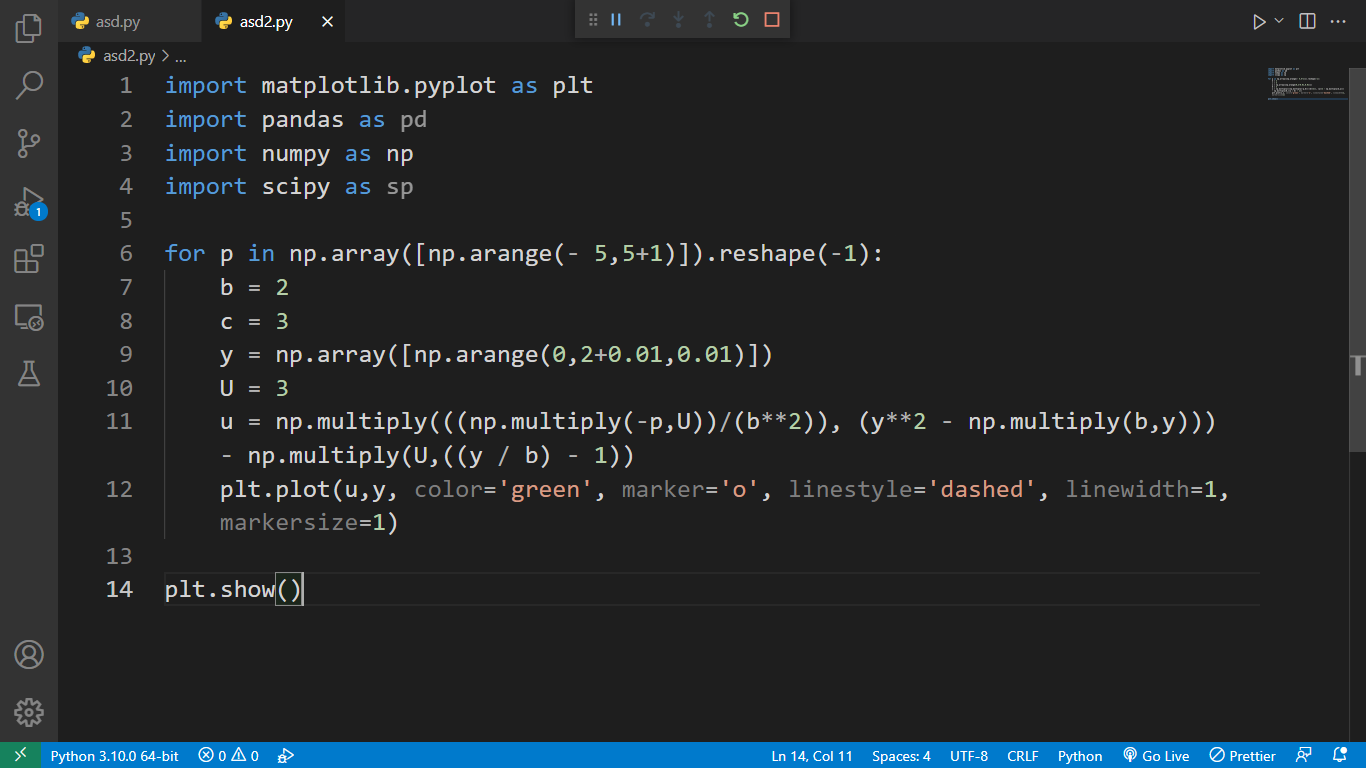 asd.py
asd2.py
asd2.py > ...
1 import matplotlib.pyplot as plt
2 import pandas as pd
3 import numpy as np
4 import scipy as sp
5
6 for p in np.array([np.arange(- 5,5+1)]).reshape(-1):
7 b = 2
8 c = 3
9 y = np.array([np.arange(0,2+0.01,0.01)])
10 U = 3
11 u = np.multiply(((np.multiply(-p,U))/(b**2)), (y**2 - np.multiply(b,y)))
- np.multiply(U,((y / b) - 1))
12 plt.plot(u,y, color='green', marker='o', linestyle='dashed', linewidth=1,
markersize=1)
13
14 plt.show()
1
Python 3.10.0 64-bit 0 0 Ln 14, Col 11 Spaces: 4 UTF-8 CRLF Python Go Live Prettier